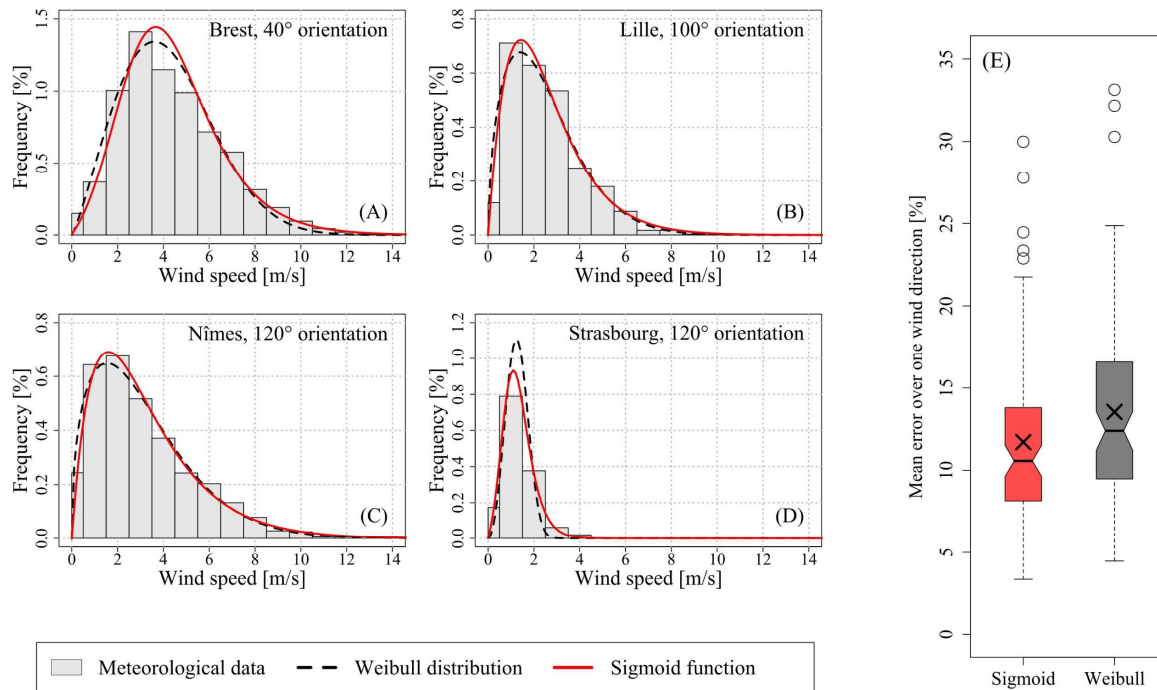 Brest, 40° orientation
Frequency [%]
0.0 0.5 1.0 1.5
(A)
0 2 4 6 8 10 12 14
Wind speed [m/s]
Lille, 100° orientation
Frequency [%]
0.0 0.2 0.4 0.6 0.8
(B)
0 2 4 6 8 10 12 14
Wind speed [m/s]
Nîmes, 120° orientation
Frequency [%]
0.0 0.2 0.4 0.6 0.8
(C)
0 2 4 6 8 10 12 14
Wind speed [m/s]
Strasbourg, 120° orientation
Frequency [%]
0.0 0.2 0.4 0.6 0.8 1.0 1.2
(D)
0 2 4 6 8 10 12 14
Wind speed [m/s]
(E)
Mean error over one wind direction [%]
0 5 10 15 20 25 30 35
Sigmoid Weibull
Meteorological data Weibull distribution Sigmoid function